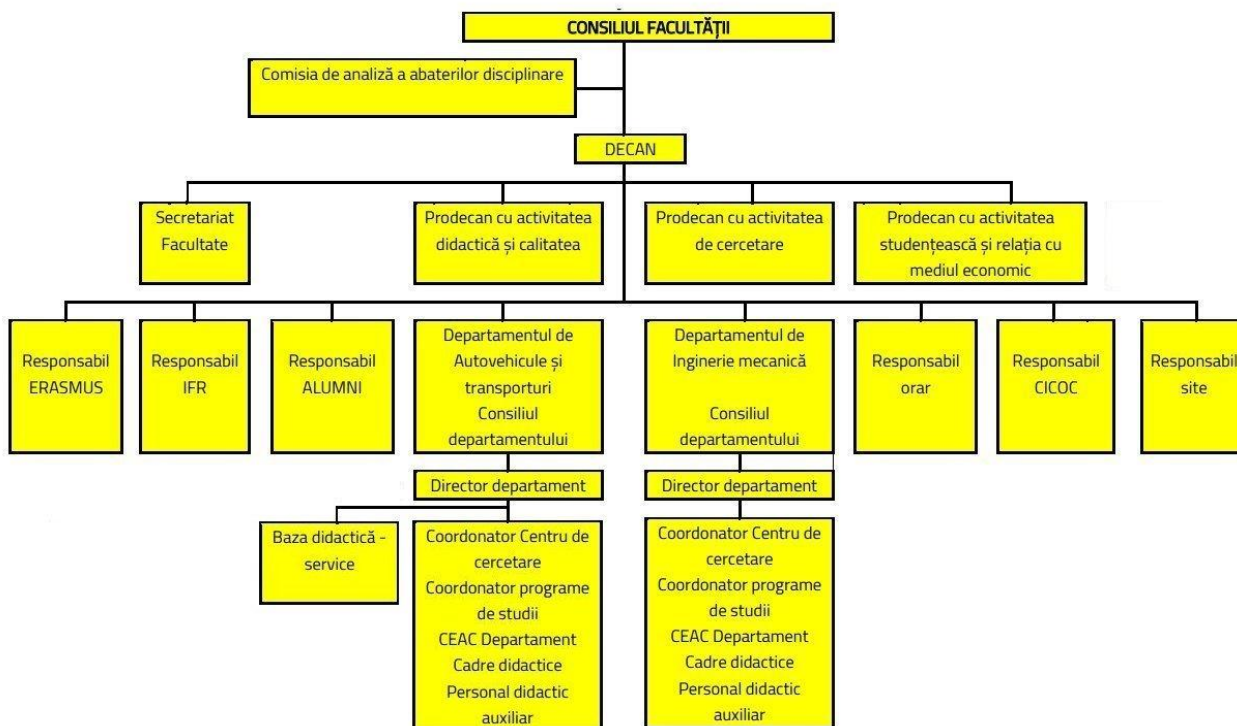 CONSILIUL FACULTĂȚII
Comisia de analiză a abaterilor disciplinare
DECAN
Secretariat
Facultate
Prodecan cu activitatea
didactică și calitatea
Prodecan cu activitatea
de cercetare
Prodecan cu activitatea
studențească și relația cu
mediul economic
Responsabil
ERASMUS
Responsabil
IFR
Responsabil
ALUMNI
Departamentul de
Autovehicule și
transporturi
Consiliul
departamentului
Departamentul de
Inginerie mecanică
Consiliul
departamentului
Responsabil
orar
Responsabil
CICOC
Responsabil
site
Director departament
Director departament
Baza didactică -
service
Coordonator Centru de
cercetare
Coordonator programe
de studii
CEAC Departament
Cadre didactice
Personal didactic
auxiliar
Coordonator Centru de
cercetare
Coordonator programe
de studii
CEAC Departament
Cadre didactice
Personal didactic
auxiliar